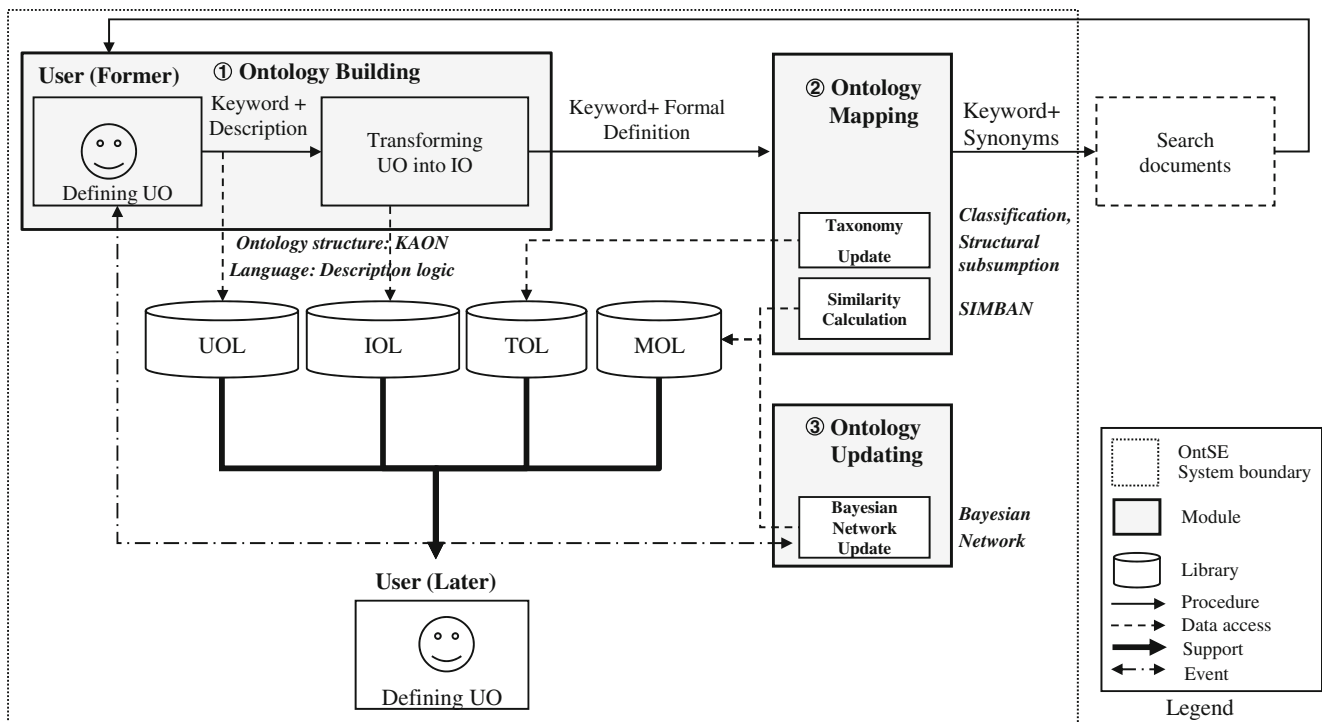 User (Former)
① Ontology Building
Keyword +
Description
Defining UO
Transforming
UO into IO
Keyword+ Formal
Definition
② Ontology
Mapping
Keyword+
Synonyms
Search
documents
Taxonomy
Update
Classification,
Structural
subsumption
Similarity
Calculation
SIMBAN
Ontology structure: KAON
Language: Description logic
UOL
IOL
TOL
MOL
③ Ontology
Updating
Bayesian
Network
Update
Bayesian
Network
User (Later)
Defining UO
OntSE
System boundary
Module
Library
Procedure
Data access
Support
Event
Legend